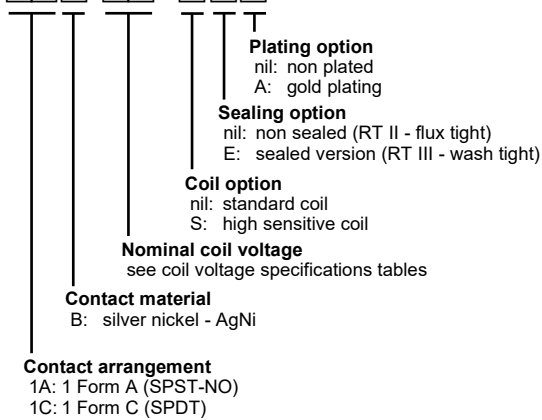 Plating option
nil: non plated
A: gold plating
Sealing option
nil: non sealed (RT II - flux tight)
E: sealed version (RT III - wash tight)
Coil option
nil: standard coil
S: high sensitive coil
Nominal coil voltage
see coil voltage specifications tables
Contact material
B: silver nickel - AgNi
Contact arrangement
1A: 1 Form A (SPST-NO)
1C: 1 Form C (SPDT)